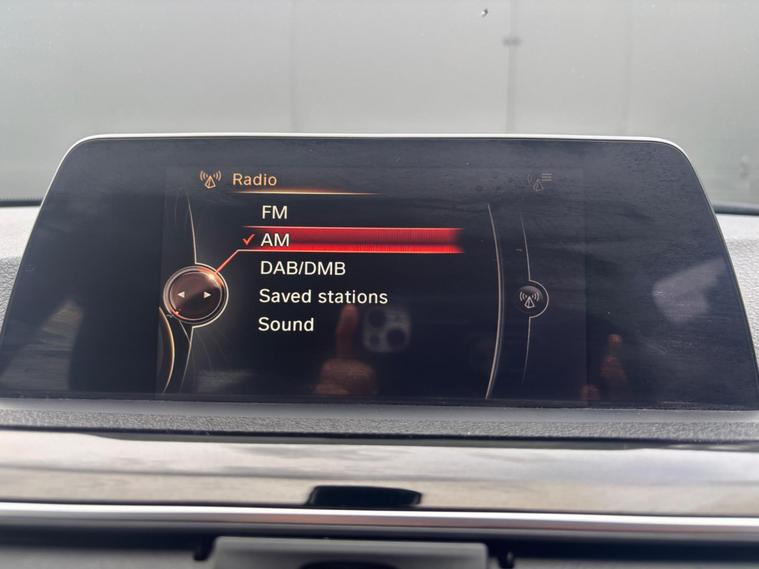 Radio
FM
AM
DAB/DMB
Saved stations
Sound